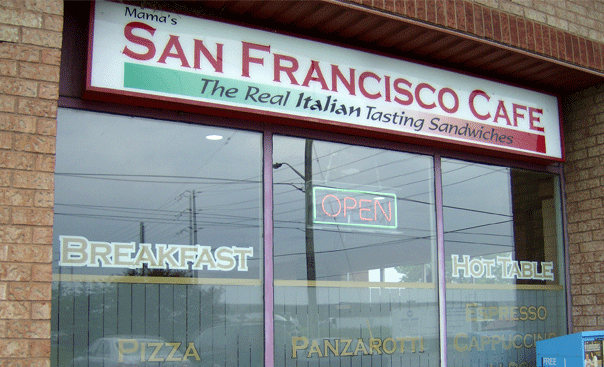 Mama's
SAN FRANCISCO CAFE
The Real Italian Tasting Sandwiches
OPEN
BREAKFAST
HOT TABLE
ESPRESSO
PIZZA
PANZAROTTI
CAPPUCCINO
FREE